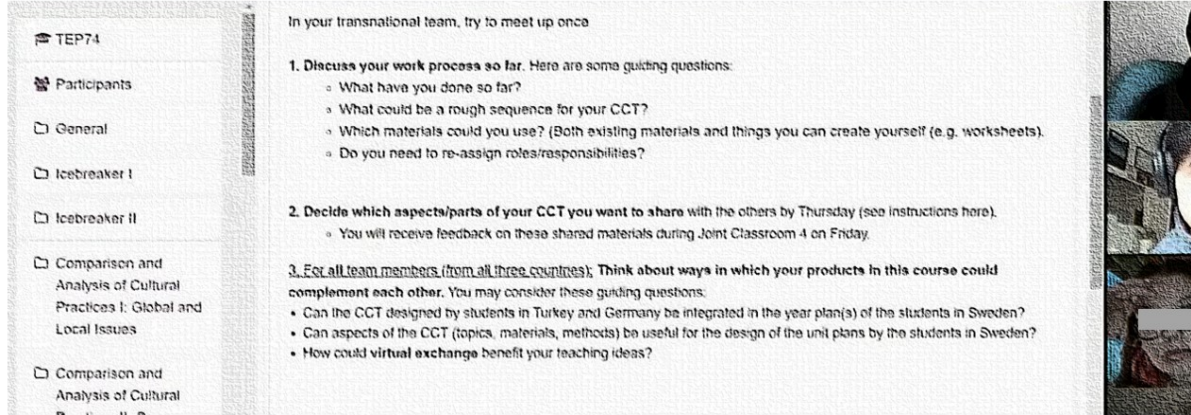 TEP74
Participants
General
Icebreaker I
Icebreaker II
Comparison and
Analysis of Cultural
Practices I: Global and
Local Issues
Comparison and
Analysis of Cultural
In your transnational team, try to meet up once
1. Discuss your work process so far. Here are some guiding questions:
What have you done so far?
What could be a rough sequence for your CCT?
Which materials could you use? (Both existing materials and things you can create yourself (e.g. worksheets).
Do you need to re-assign roles/responsibilities?
2. Decide which aspects/parts of your CCT you want to share with the others by Thursday (see instructions here).
You will receive feedback on these shared materials during Joint Classroom 4 on Friday.
3. For all team members (from all three countries): Think about ways in which your products in this course could
complement each other. You may consider these guiding questions:
• Can the CCT designed by students in Turkey and Germany be integrated in the year plan(s) of the students in Sweden?
• Can aspects of the CCT (topics, materials, methods) be useful for the design of the unit plans by the students in Sweden?
• How could virtual exchange benefit your teaching ideas?